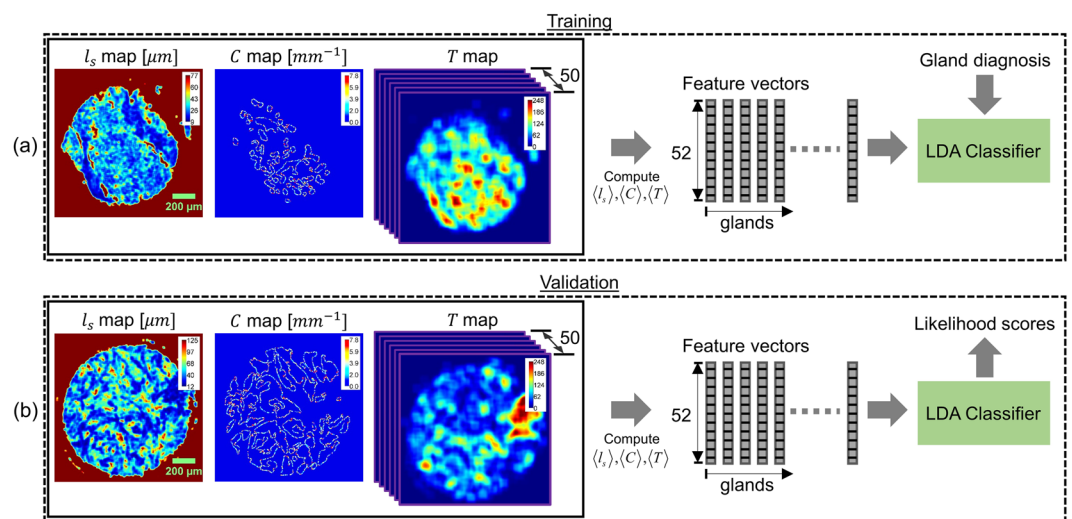 Training
(a)
l_s map [μm]
C map [mm⁻¹]
T map
50
77
60
43
26
9
200 μm
7.8
5.9
3.9
2.0
0.0
248
186
124
62
0
Compute
⟨l_s⟩,⟨C⟩,⟨T⟩
Feature vectors
52
glands
Gland diagnosis
LDA Classifier
Validation
(b)
l_s map [μm]
C map [mm⁻¹]
T map
50
125
97
68
40
12
200 μm
7.8
5.9
3.9
2.0
0.0
248
186
124
62
0
Compute
⟨l_s⟩,⟨C⟩,⟨T⟩
Feature vectors
52
glands
Likelihood scores
LDA Classifier